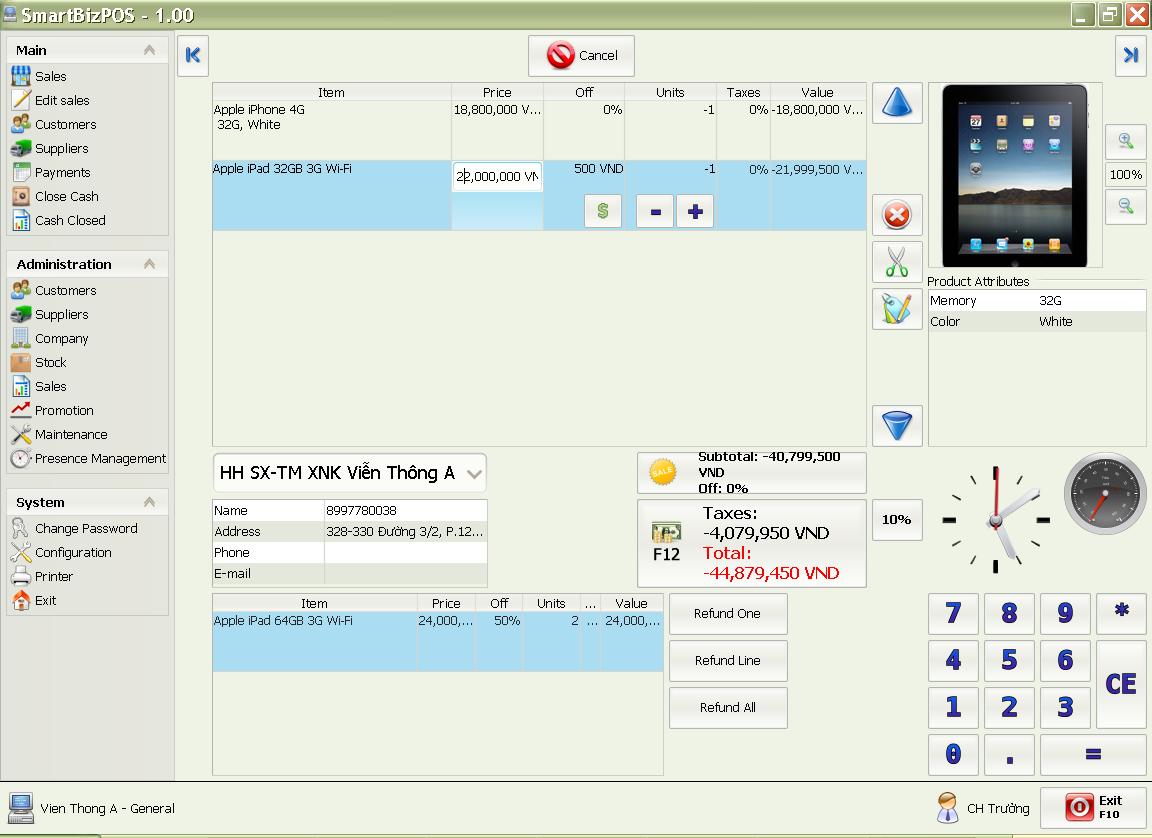 SmartBizPOS - 1.00
Main
Sales
Edit sales
Customers
Suppliers
Payments
Close Cash
Cash Closed
Administration
Customers
Suppliers
Company
Stock
Sales
Promotion
Maintenance
Presence Management
System
Change Password
Configuration
Printer
Exit
Cancel
Item Price Off Units Taxes Value
Apple iPhone 4G 18,800,000 V... 0% -1 0% -18,800,000 V...
32G, White
Apple iPad 32GB 3G Wi-Fi 22,000,000 VN 500 VND -1 0% -21,999,500 V...
$ - +
100%
Product Attributes
Memory 32G
Color White
HH SX-TM XNK Viễn Thông A
Name 8997780038
Address 328-330 Đường 3/2, P.12...
Phone
E-mail
SALE
Subtotal: -40,799,500
VND
Off: 0%
F12
Taxes:
-4,079,950 VND
Total:
-44,879,450 VND
10%
Item Price Off Units ... Value
Apple iPad 64GB 3G Wi-Fi 24,000,... 50% 2 ... 24,000,...
Refund One
Refund Line
Refund All
7 8 9 *
4 5 6 CE
1 2 3
0 . =
Vien Thong A - General
CH Trưởng
Exit
F10